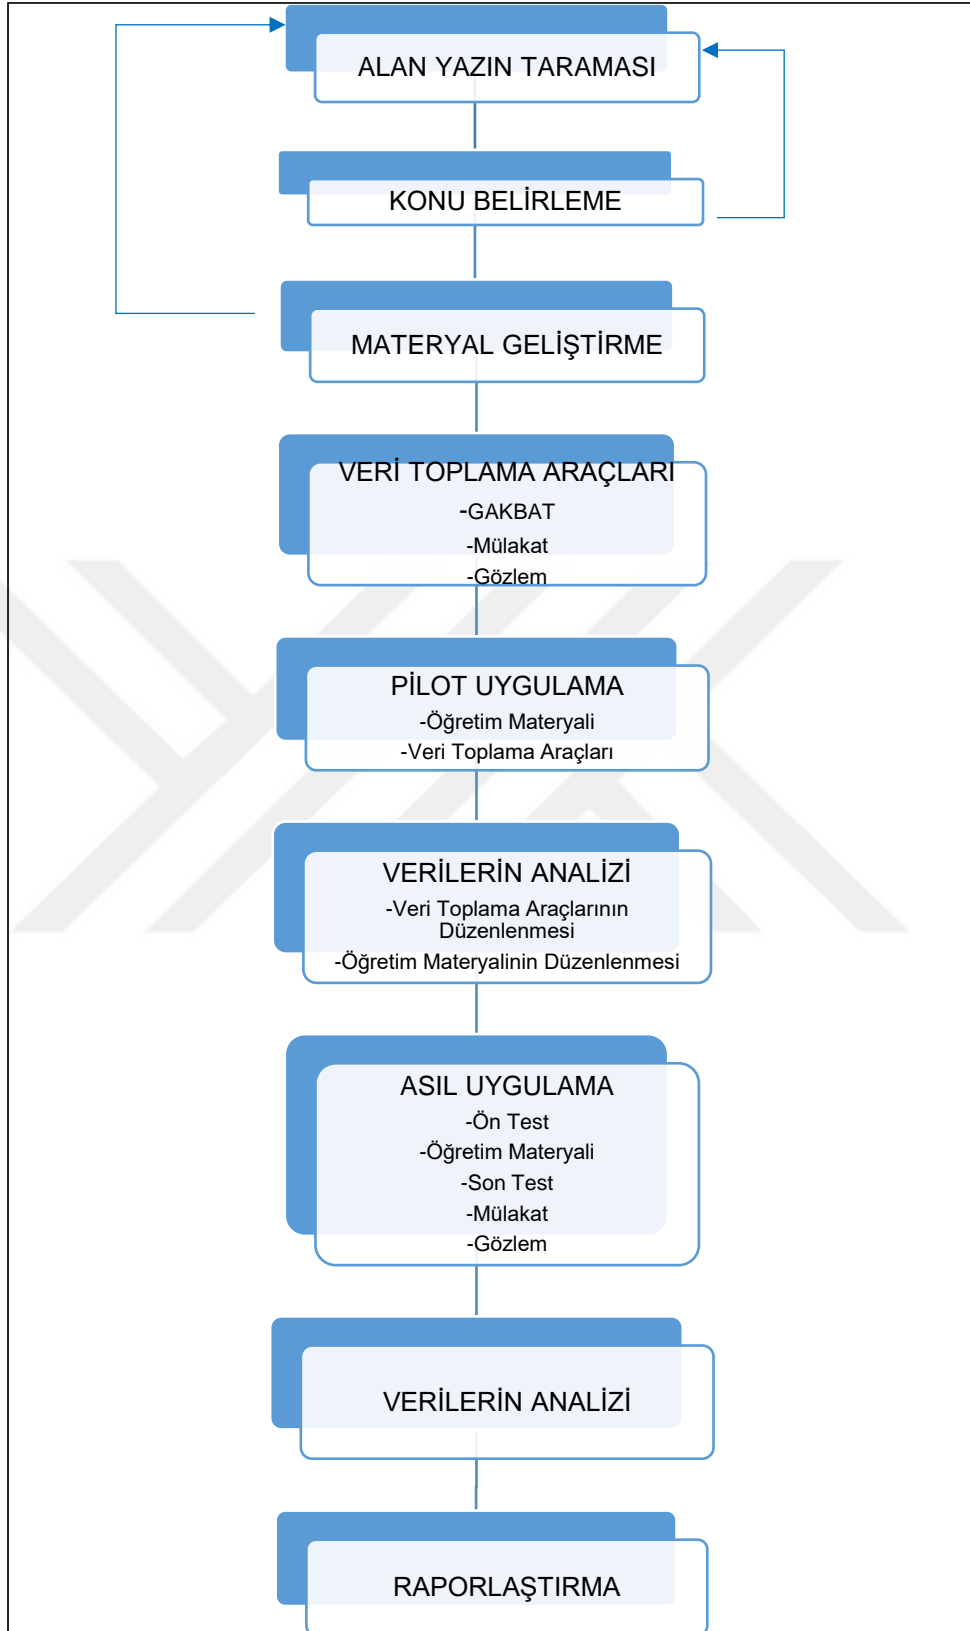 ALAN YAZIN TARAMASI
KONU BELİRLEME
MATERYAL GELİŞTİRME
VERİ TOPLAMA ARAÇLARI
-GAKBAT
-Mülakat
-Gözlem
PİLOT UYGULAMA
-Öğretim Materyali
-Veri Toplama Araçları
VERİLERİN ANALİZİ
-Veri Toplama Araçlarının
Düzenlenmesi
-Öğretim Materyalinin Düzenlenmesi
ASIL UYGULAMA
-Ön Test
-Öğretim Materyali
-Son Test
-Mülakat
-Gözlem
VERİLERİN ANALİZİ
RAPORLAŞTIRMA